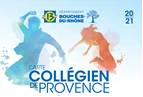 DÉPARTEMENT
BOUCHES-
DU-RHÔNE
20
21
CARTE
COLLÉGIEN
DE PROVENCE